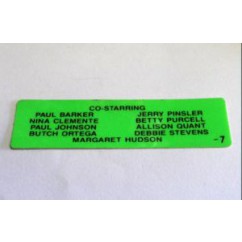 CO-STARRING
PAUL BARKER JERRY PINSLER
NINA CLEMENTE BETTY PURCELL
PAUL JOHNSON ALLISON QUANT
BUTCH ORTEGA DEBBIE STEVENS
MARGARET HUDSON -7